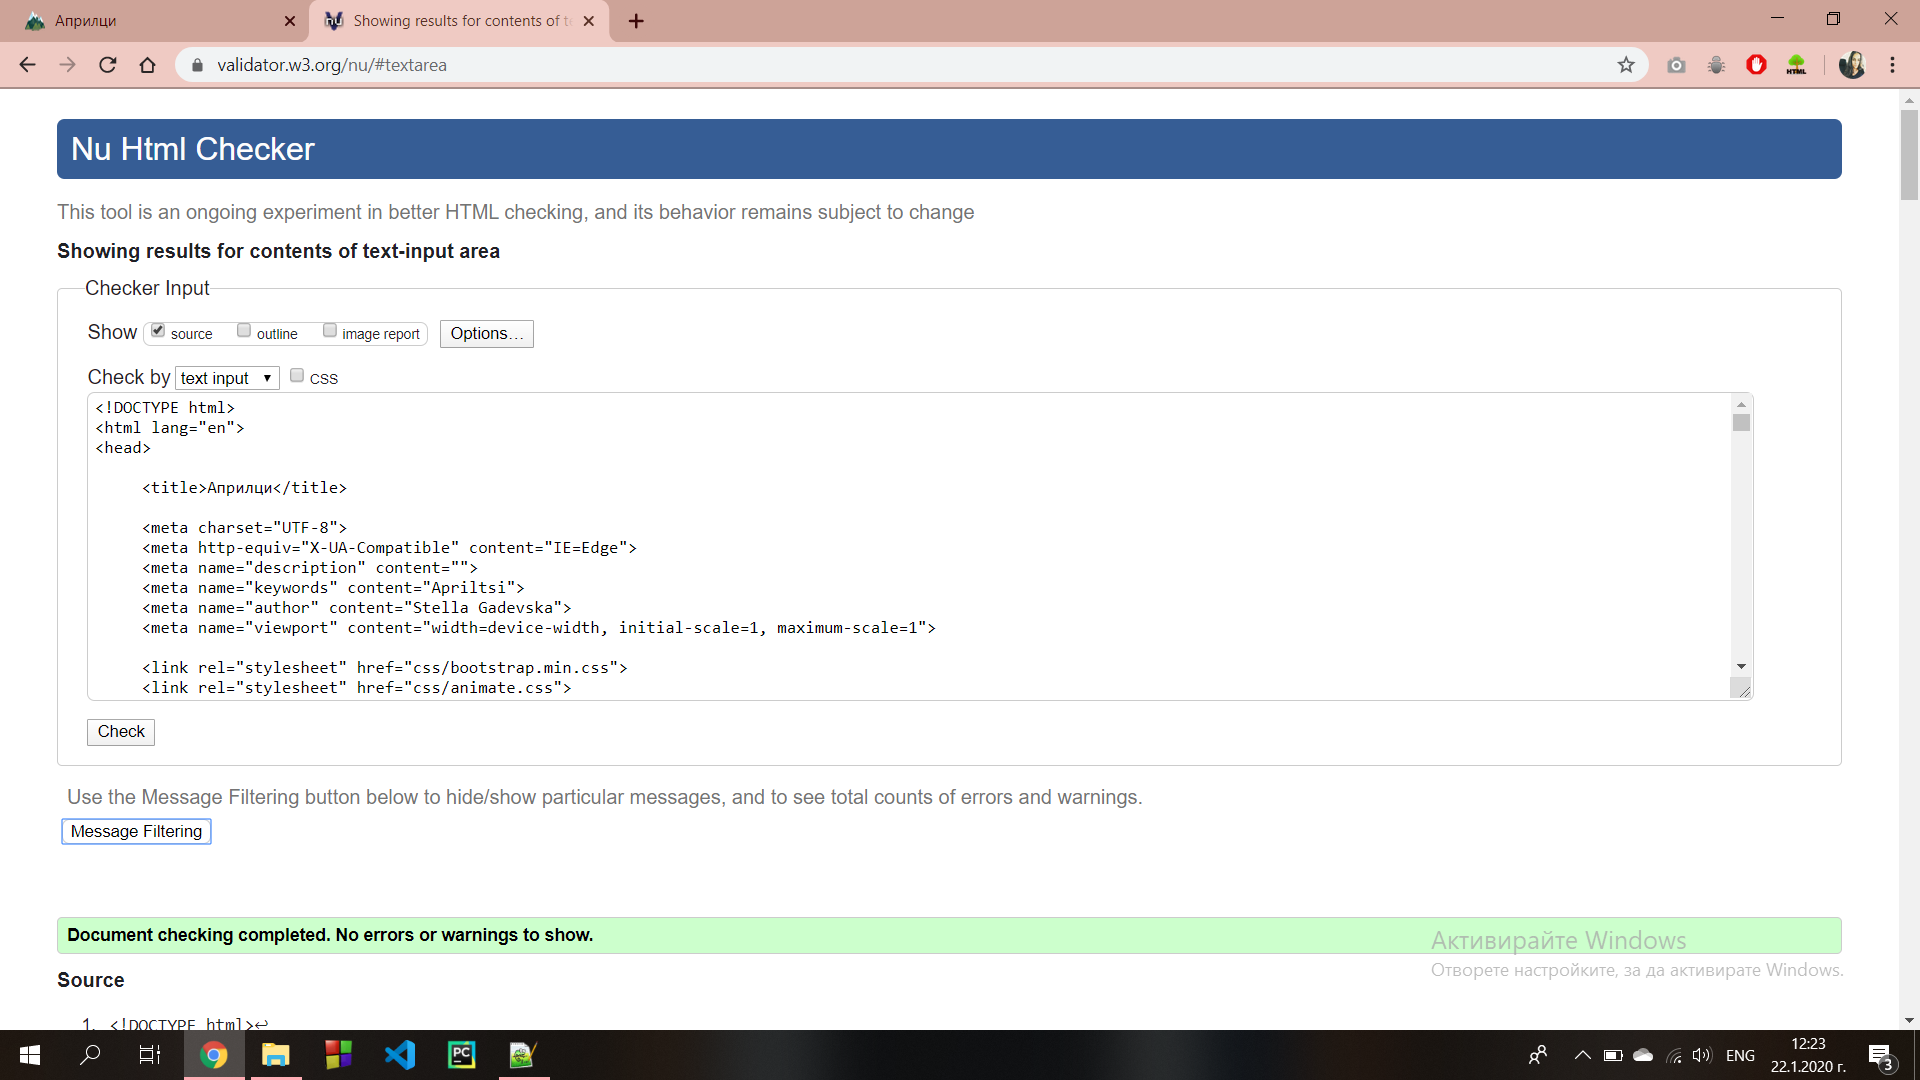 Априлци
Showing results for contents of t
validator.w3.org/nu/#textarea
HTML
Nu Html Checker
This tool is an ongoing experiment in better HTML checking, and its behavior remains subject to change
Showing results for contents of text-input area
Checker Input
Show source outline image report Options...
Check by text input CSS
<!DOCTYPE html>
<html lang="en">
<head>
<title>Априлци</title>
<meta charset="UTF-8">
<meta http-equiv="X-UA-Compatible" content="IE=Edge">
<meta name="description" content="">
<meta name="keywords" content="Apriltsi">
<meta name="author" content="Stella Gadevska">
<meta name="viewport" content="width=device-width, initial-scale=1, maximum-scale=1">
<link rel="stylesheet" href="css/bootstrap.min.css">
<link rel="stylesheet" href="css/animate.css">
Check
Use the Message Filtering button below to hide/show particular messages, and to see total counts of errors and warnings.
Message Filtering
Document checking completed. No errors or warnings to show.
Активирайте Windows
Отворете настройките, за да активирате Windows.
Source
1. <!DOCTYPE html>↩
PC
ENG
12:23
22.1.2020 г.
3